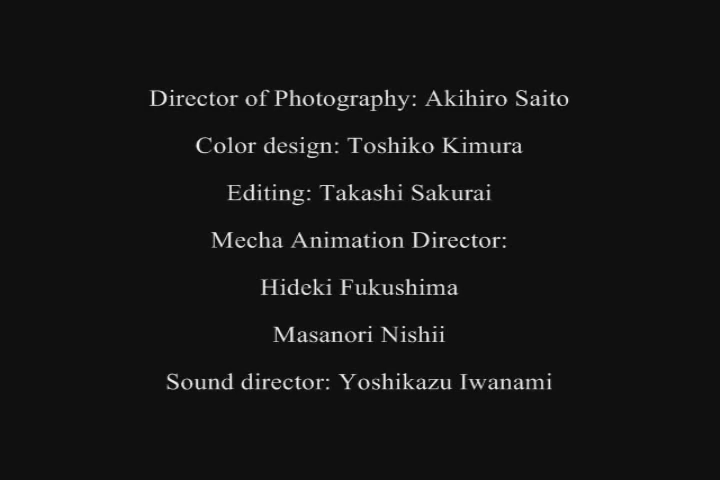 Director of Photography: Akihiro Saito
Color design: Toshiko Kimura
Editing: Takashi Sakurai
Mecha Animation Director:
Hideki Fukushima
Masanori Nishii
Sound director: Yoshikazu Iwanami